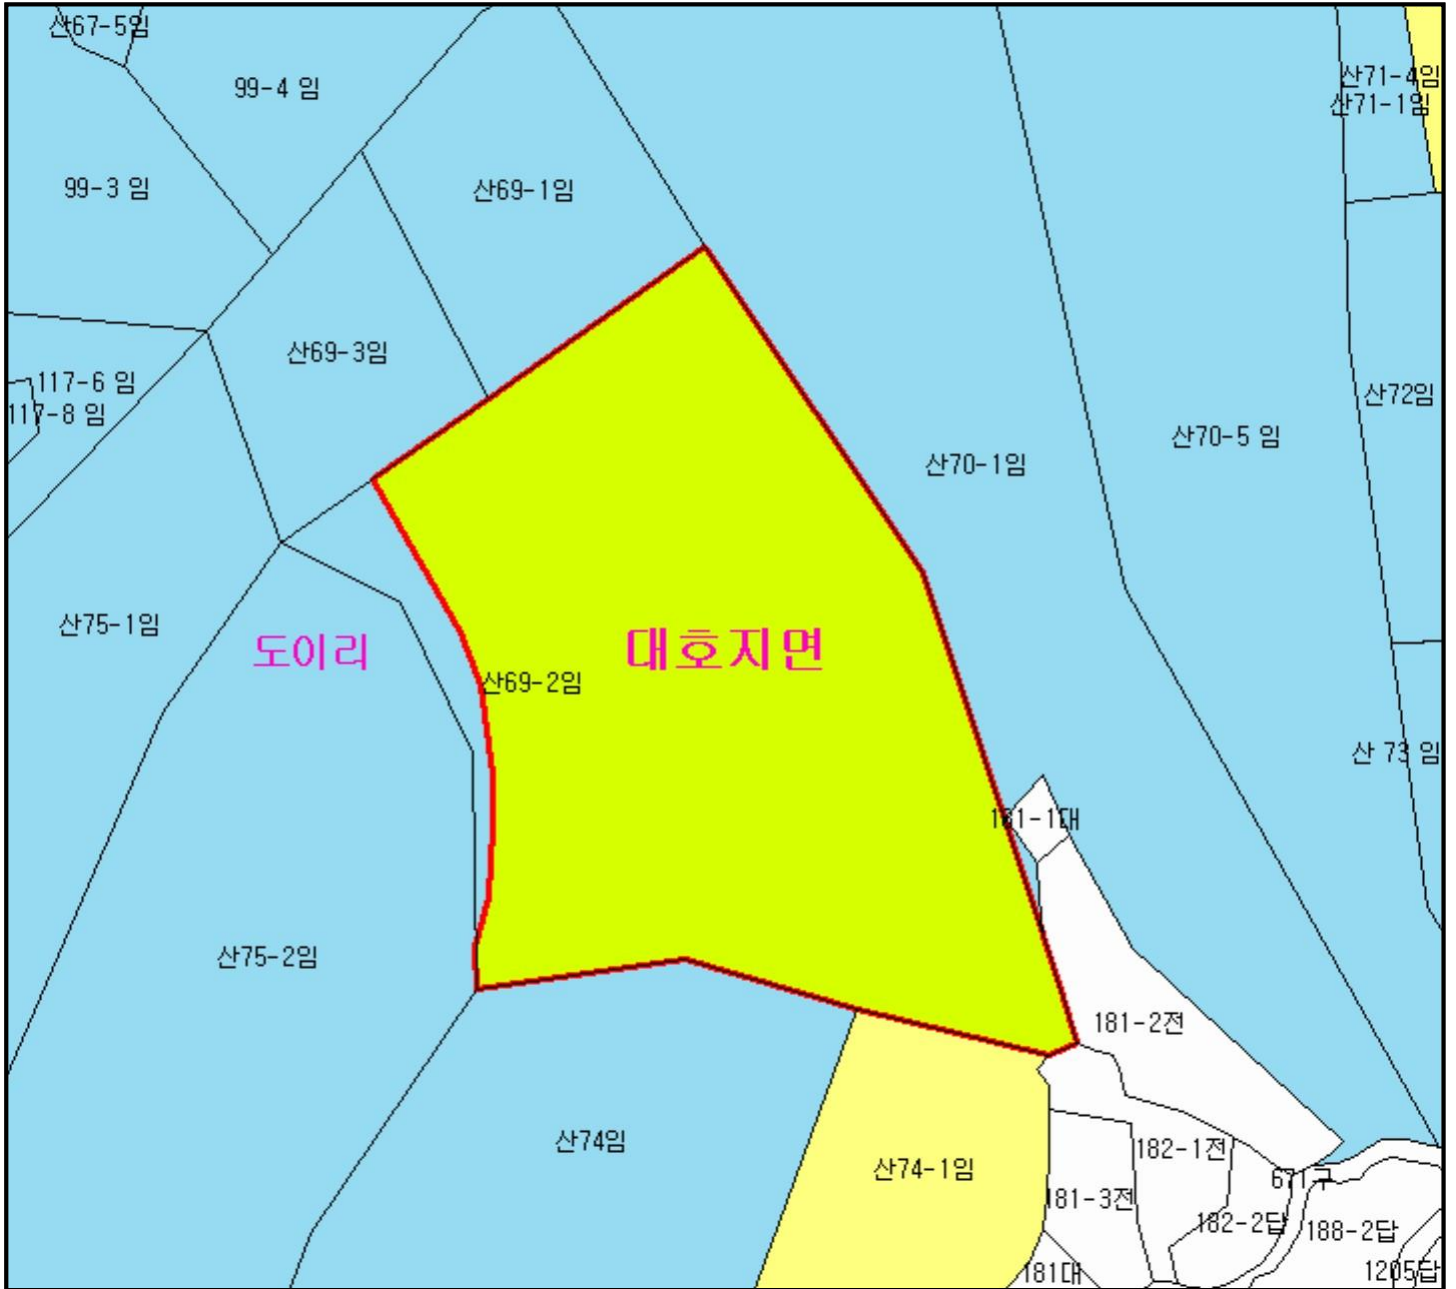 산67-5임
99-4 임
산71-4임
산71-1임
99-3 임
산69-1임
산69-3임
117-6 임
117-8 임
산72임
산70-5 임
산70-1임
산75-1임
도이리
대호지면
산69-2임
산 73 임
181-1대
산75-2임
181-2전
산74임
182-1전
산74-1임
671구
181-3전
182-2답
188-2답
181대
1205답